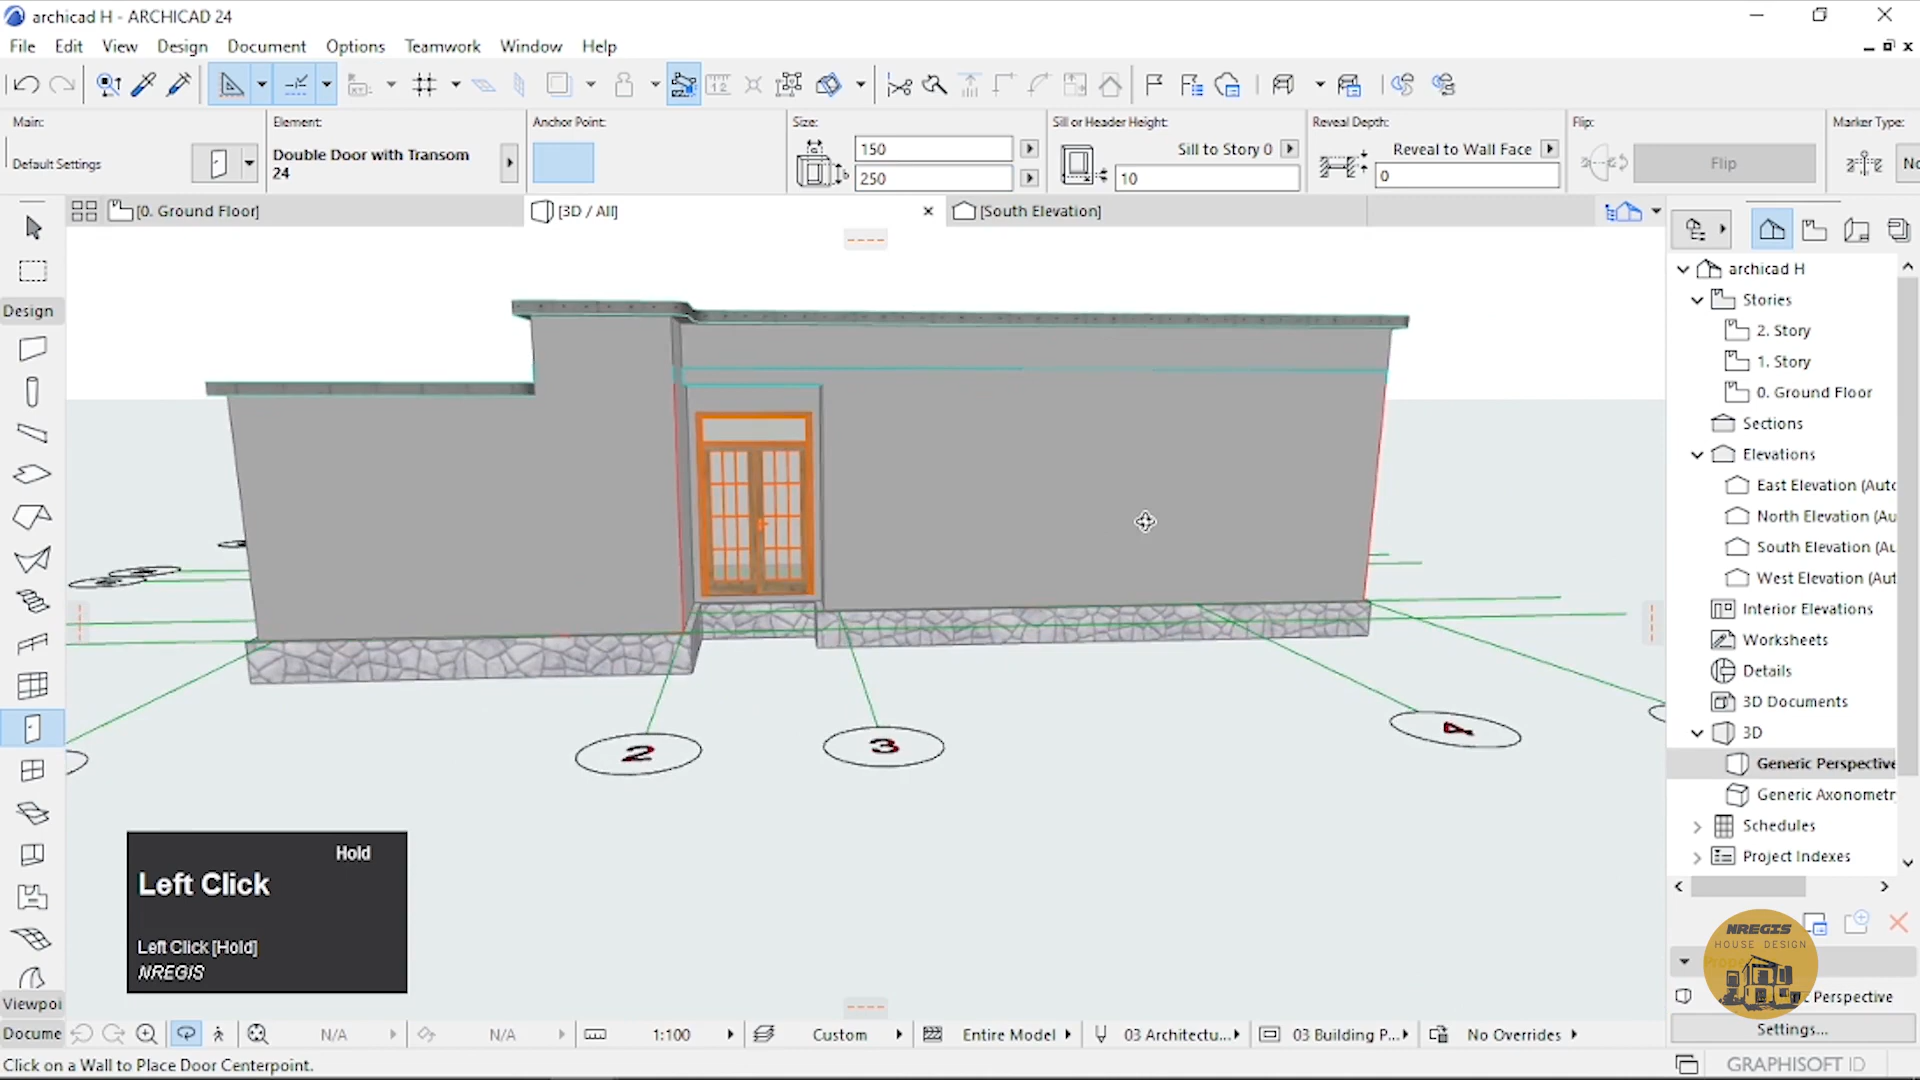 archicad H - ARCHICAD 24
File Edit View Design Document Options Teamwork Window Help
Main: Element: Anchor Point: Size: Sill or Header Height: Reveal Depth: Flip: Marker Type:
Default Settings
Double Door with Transom
24
150
250
Sill to Story 0
10
Reveal to Wall Face
0
Flip
No
[0. Ground Floor] [3D / All] [South Elevation]
Design
archicad H
Stories
2. Story
1. Story
0. Ground Floor
Sections
Elevations
East Elevation (Auto
North Elevation (Au
South Elevation (Au
West Elevation (Aut
Interior Elevations
Worksheets
Details
3D Documents
3D
Generic Perspective
Generic Axonometr
Schedules
Project Indexes
2 3 4
Hold
Left Click
Left Click [Hold]
NREGIS
NREGIS
HOUSE DESIGN
Perspective
Settings...
Viewpoi
Docume
N/A N/A 1:100 Custom Entire Model 03 Architectu... 03 Building P... No Overrides
Click on a Wall to Place Door Centerpoint.
GRAPHISOFT ID